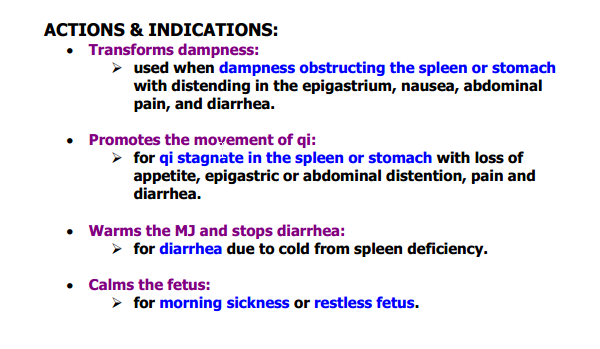 ACTIONS & INDICATIONS:
• Transforms dampness:
➢ used when dampness obstructing the spleen or stomach
with distending in the epigastrium, nausea, abdominal
pain, and diarrhea.
• Promotes the movement of qi:
➢ for qi stagnate in the spleen or stomach with loss of
appetite, epigastric or abdominal distention, pain and
diarrhea.
• Warms the MJ and stops diarrhea:
➢ for diarrhea due to cold from spleen deficiency.
• Calms the fetus:
➢ for morning sickness or restless fetus.